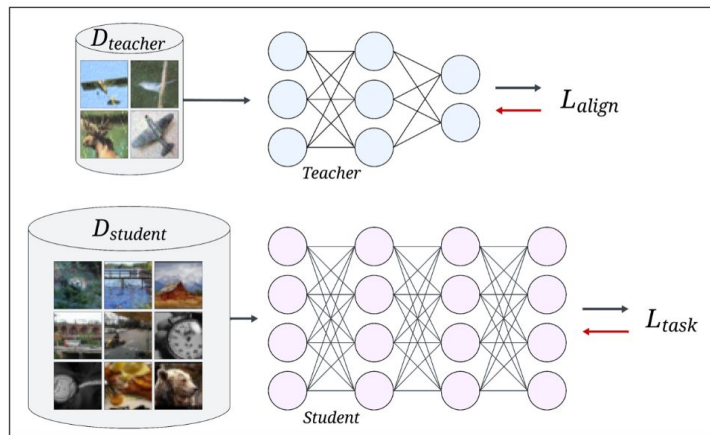 D_teacher
L_align
Teacher
D_student
L_task
Student